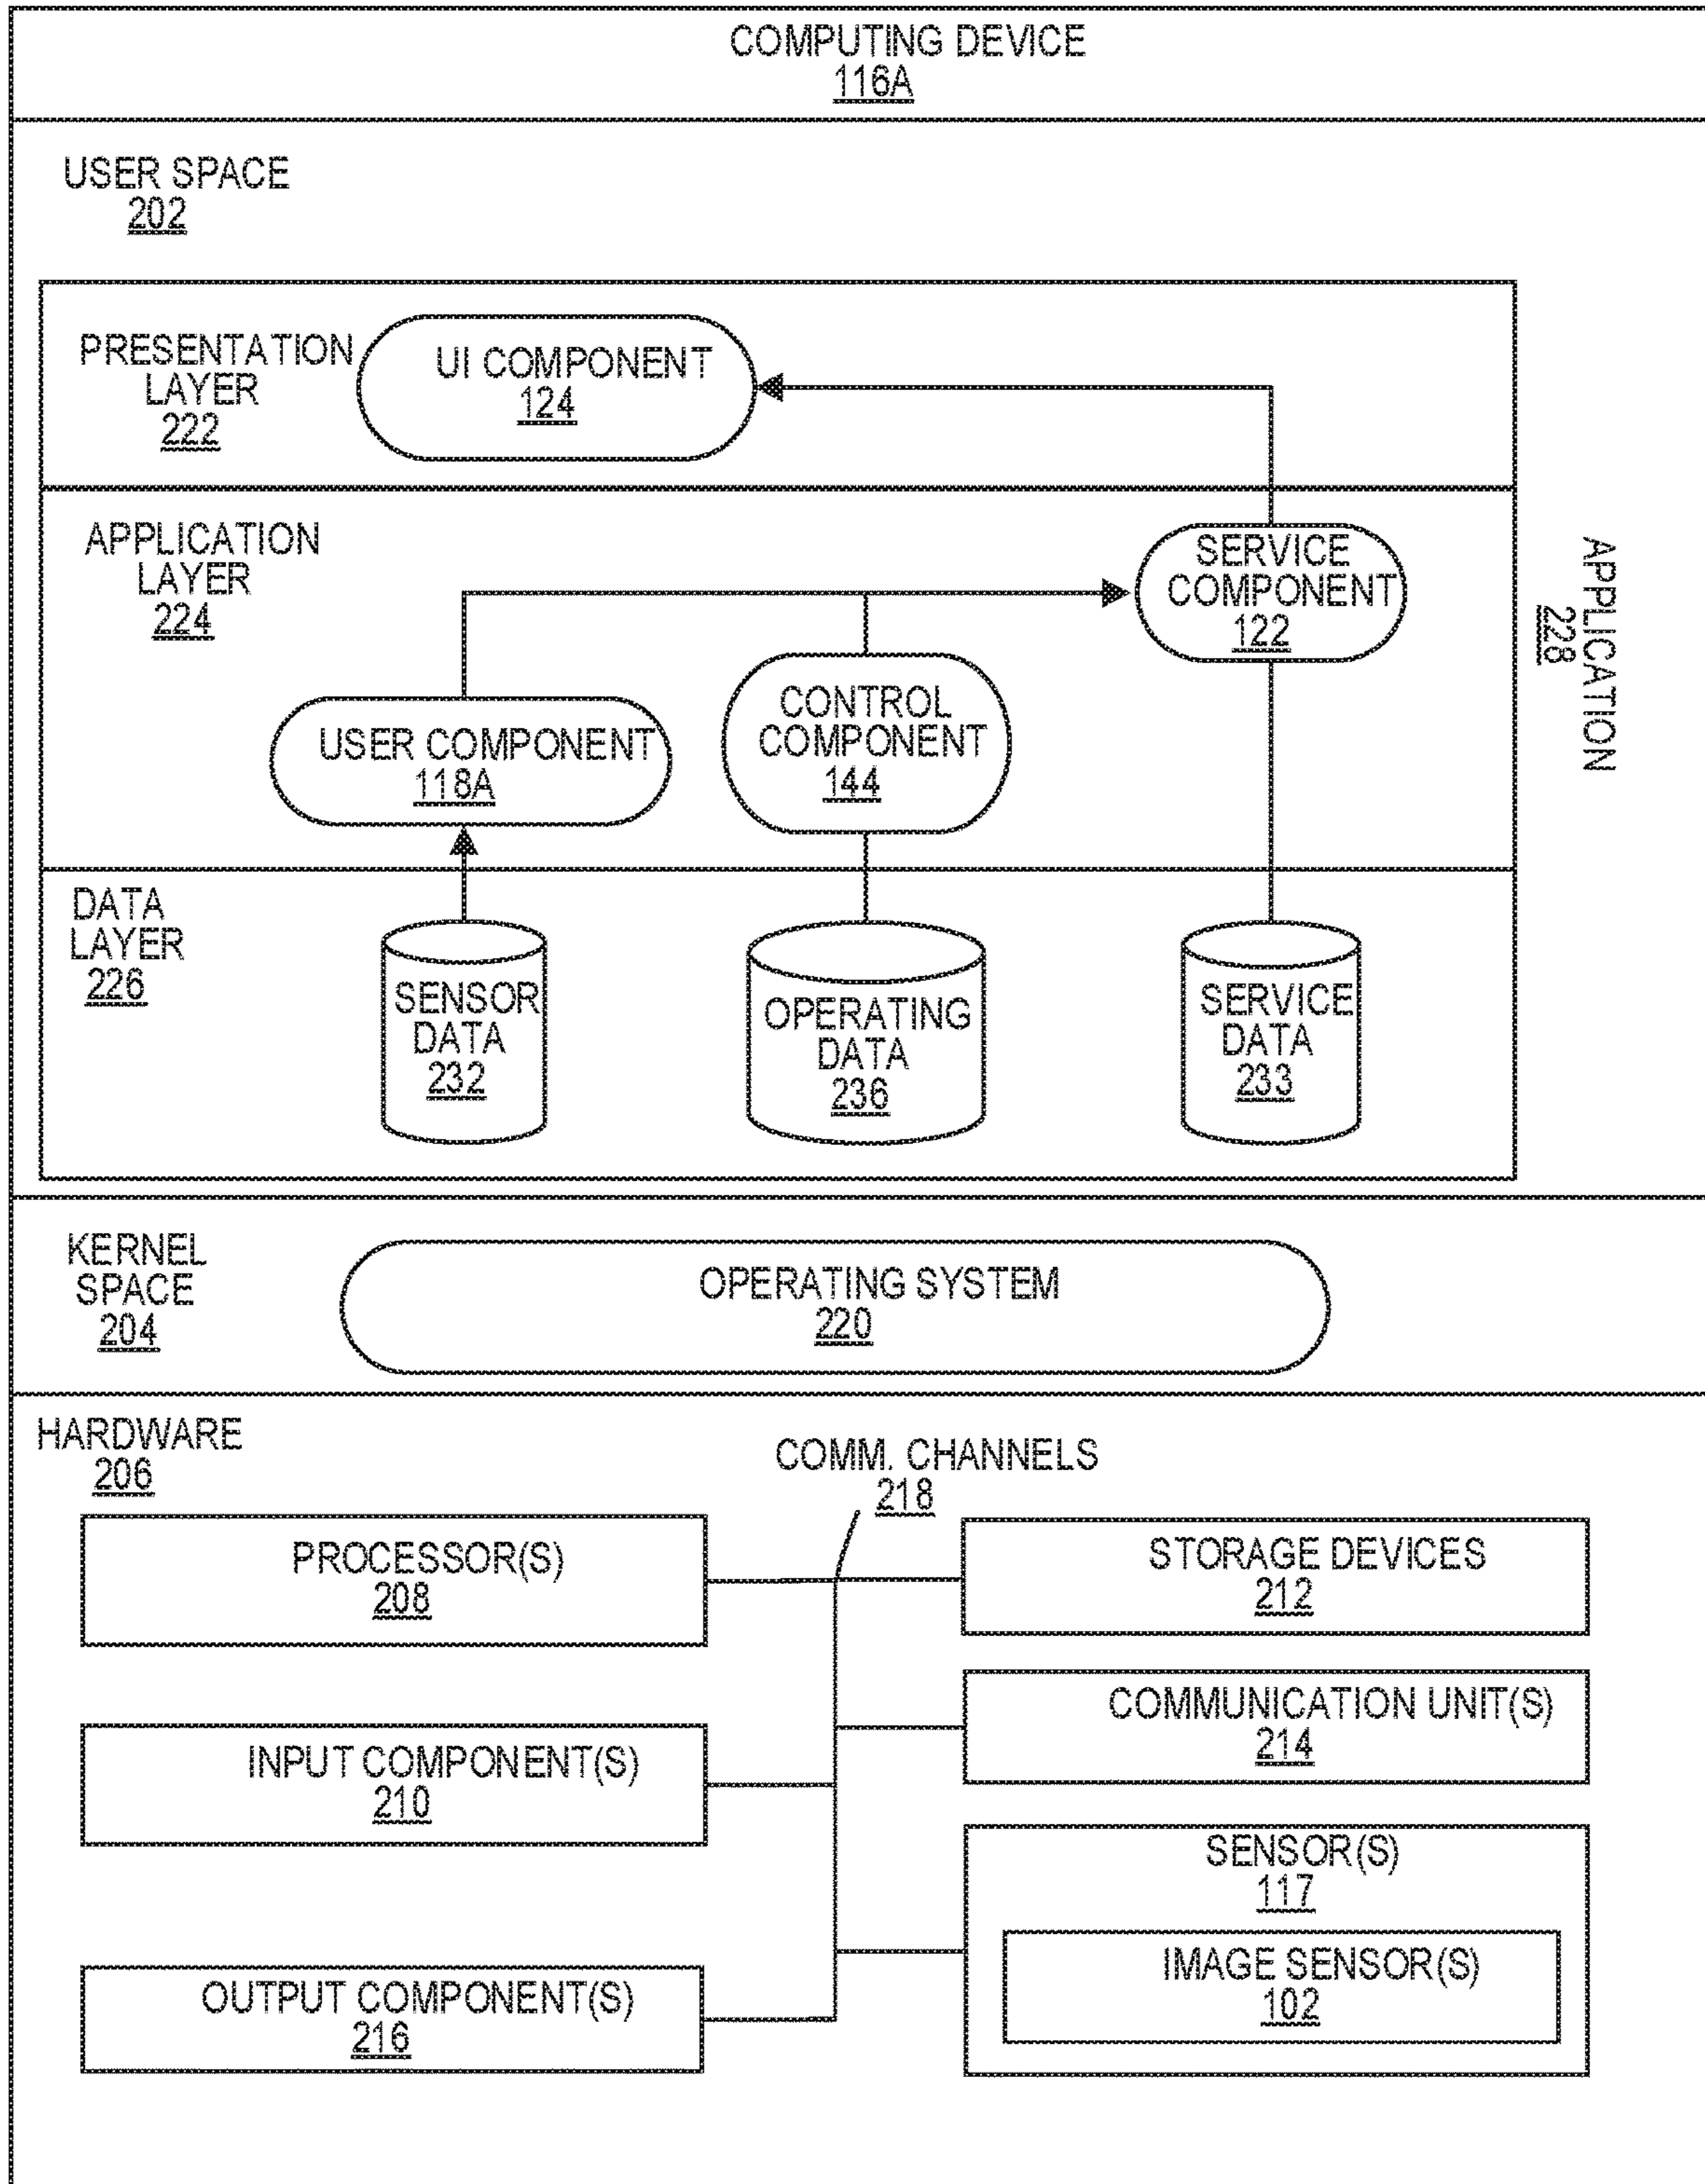 COMPUTING DEVICE
116A
USER SPACE
202
PRESENTATION
LAYER
222
UI COMPONENT
124
APPLICATION
LAYER
224
SERVICE
COMPONENT
122
USER COMPONENT
118A
CONTROL
COMPONENT
144
APPLICATION
228
DATA
LAYER
226
SENSOR
DATA
232
OPERATING
DATA
236
SERVICE
DATA
233
KERNEL
SPACE
204
OPERATING SYSTEM
220
HARDWARE
206
COMM. CHANNELS
218
PROCESSOR(S)
208
STORAGE DEVICES
212
INPUT COMPONENT(S)
210
COMMUNICATION UNIT(S)
214
OUTPUT COMPONENT(S)
216
SENSOR(S)
117
IMAGE SENSOR(S)
102